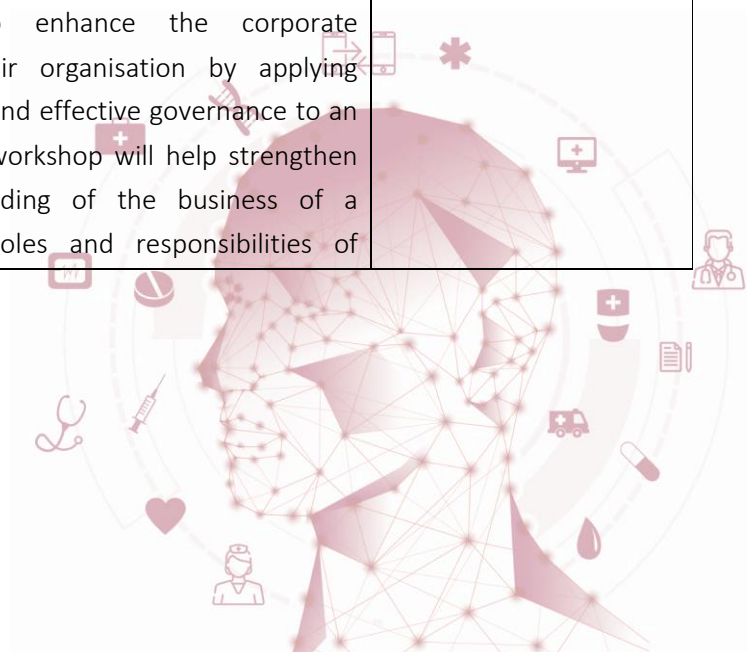 enhance the corporate
ir organisation by applying
nd effective governance to an
workshop will help strengthen
ding of the business of a
oles and responsibilities of